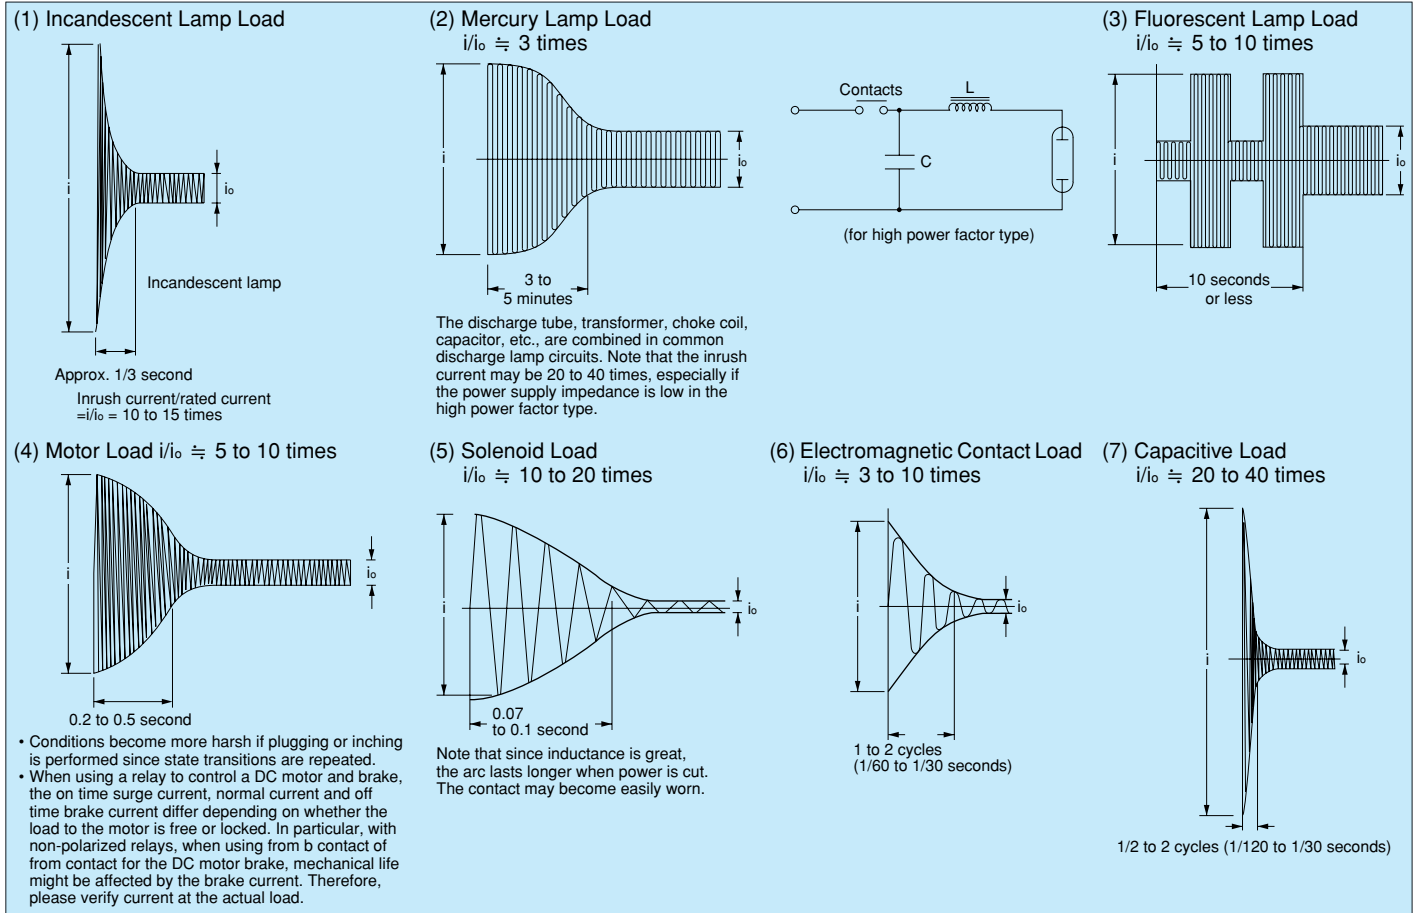 (1) Incandescent Lamp Load
i
io
Incandescent lamp
Approx. 1/3 second
Inrush current/rated current
=i/io = 10 to 15 times
(2) Mercury Lamp Load
i/io ≒ 3 times
i
io
3 to
5 minutes
The discharge tube, transformer, choke coil,
capacitor, etc., are combined in common
discharge lamp circuits. Note that the inrush
current may be 20 to 40 times, especially if
the power supply impedance is low in the
high power factor type.
Contacts
L
C
(for high power factor type)
(3) Fluorescent Lamp Load
i/io ≒ 5 to 10 times
i
io
10 seconds
or less
(4) Motor Load i/io ≒ 5 to 10 times
i
io
0.2 to 0.5 second
• Conditions become more harsh if plugging or inching
is performed since state transitions are repeated.
• When using a relay to control a DC motor and brake,
the on time surge current, normal current and off
time brake current differ depending on whether the
load to the motor is free or locked. In particular, with
non-polarized relays, when using from b contact of
from contact for the DC motor brake, mechanical life
might be affected by the brake current. Therefore,
please verify current at the actual load.
(5) Solenoid Load
i/io ≒ 10 to 20 times
i
io
0.07
to 0.1 second
Note that since inductance is great,
the arc lasts longer when power is cut.
The contact may become easily worn.
(6) Electromagnetic Contact Load
i/io ≒ 3 to 10 times
i
io
1 to 2 cycles
(1/60 to 1/30 seconds)
(7) Capacitive Load
i/io ≒ 20 to 40 times
i
io
1/2 to 2 cycles (1/120 to 1/30 seconds)